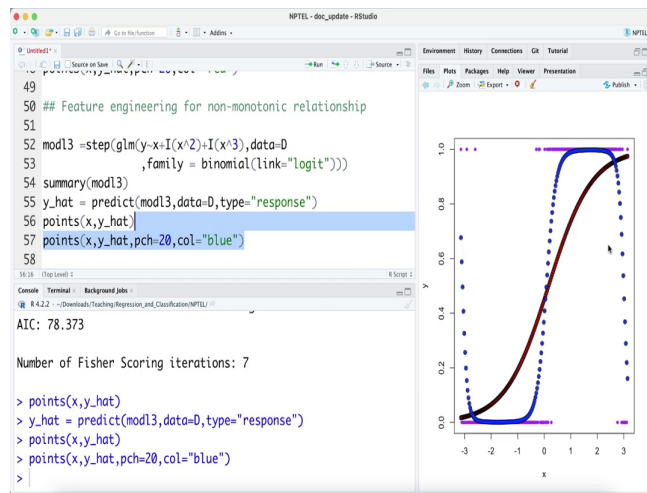 NPTEL - doc_update - RStudio
Go to file/function
Addins
NPTEL
Untitled1*
Source on Save
Run
Source
49
50 ## Feature engineering for non-monotonic relationship
51
52 modl3 =step(glm(y~x+I(x^2)+I(x^3),data=D
53 ,family = binomial(link="logit")))
54 summary(modl3)
55 y_hat = predict(modl3,data=D,type="response")
56 points(x,y_hat)
57 points(x,y_hat,pch=20,col="blue")
58
56:16 (Top Level) R Script
Console Terminal Background Jobs
R 4.2.2 · ~/Downloads/Teaching/Regression_and_Classification/NPTEL/
AIC: 78.373
Number of Fisher Scoring iterations: 7
> points(x,y_hat)
> y_hat = predict(modl3,data=D,type="response")
> points(x,y_hat)
> points(x,y_hat,pch=20,col="blue")
>
Environment History Connections Git Tutorial
Files Plots Packages Help Viewer Presentation
Zoom Export Publish
1.0
0.8
0.6
y
0.4
0.2
0.0
-3 -2 -1 0 1 2 3
x